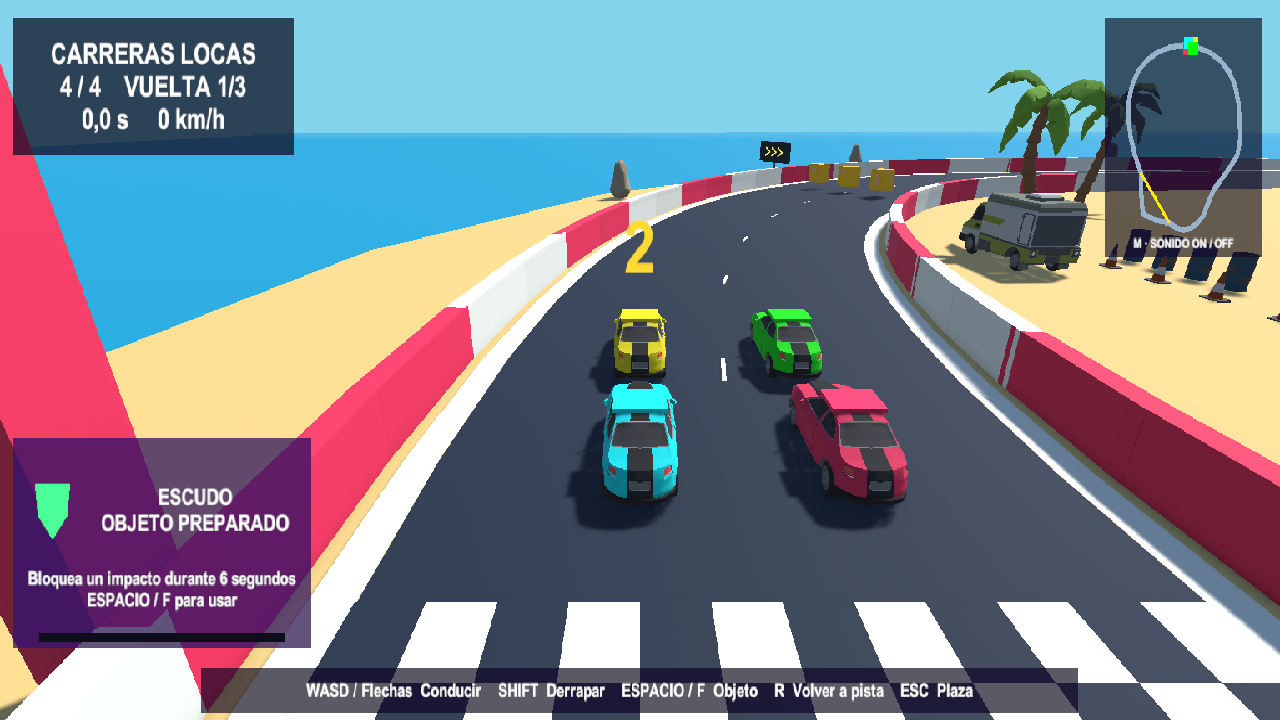 CARRERAS LOCAS
4 / 4 VUELTA 1/3
0,0 s 0 km/h
>>>
M · SONIDO ON / OFF
2
ESCUDO
OBJETO PREPARADO
Bloquea un impacto durante 6 segundos
ESPACIO / F para usar
WASD / Flechas Conducir SHIFT Derrapar ESPACIO / F Objeto R Volver a pista ESC Plaza